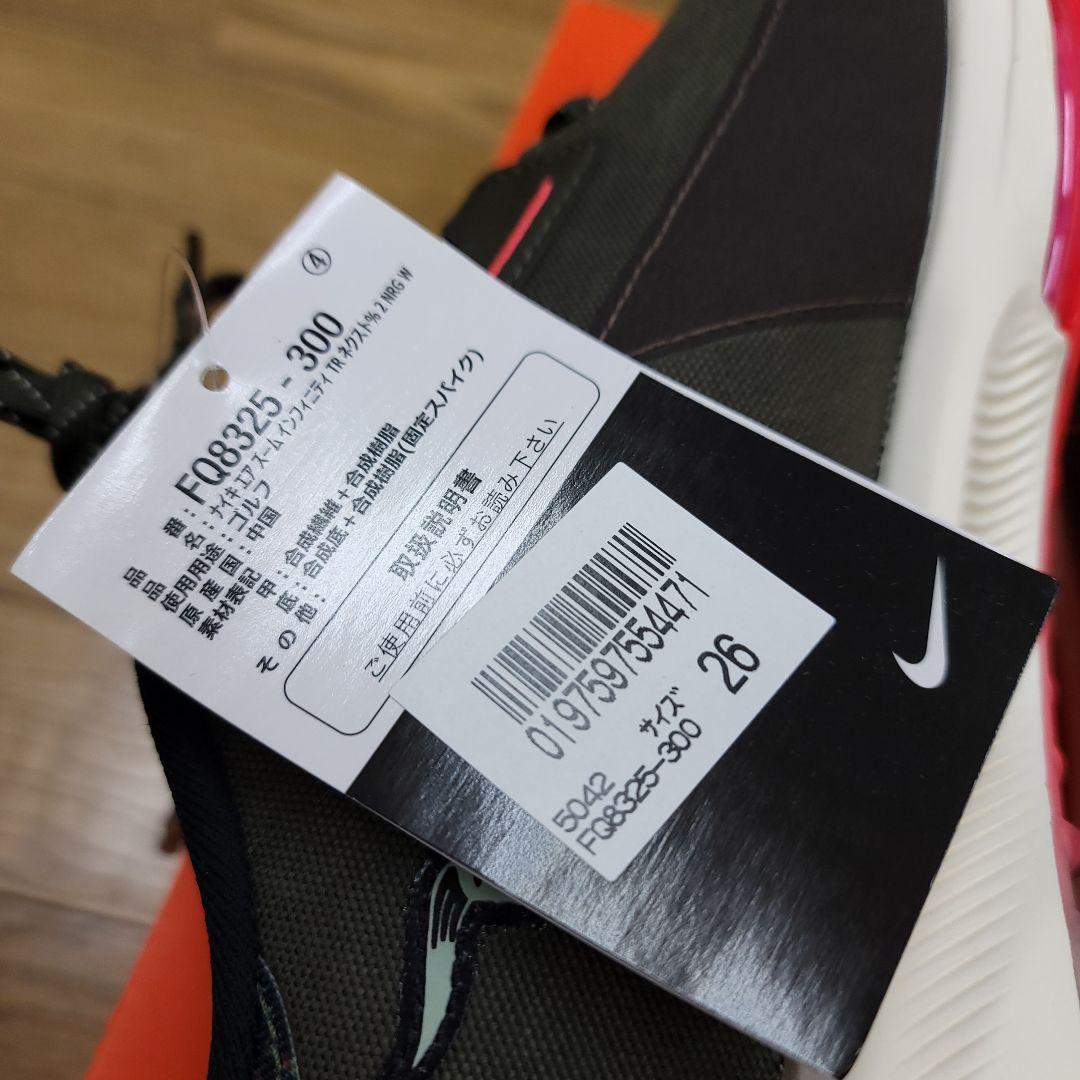 ④
品番：FQ8325 - 300
品名：ナイキ エア ズーム インフィニティ TR ネクスト% 2 NRG W
使用用途：ゴルフ
原産国：中国
素材表記 甲：合成繊維＋合成樹脂
底：合成底＋合成樹脂(固定スパイク)
その他：
取扱説明書
ご使用前に必ずお読み下さい
0197597554471
サイズ 26
5042
FQ8325-300